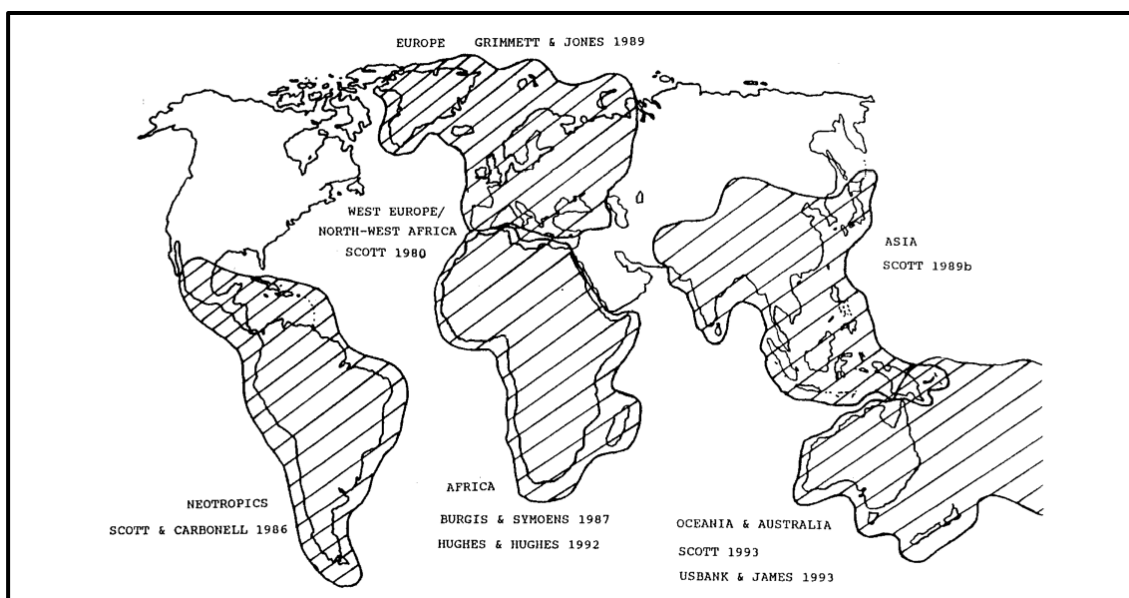 EUROPE GRIMMETT & JONES 1989
WEST EUROPE/
NORTH-WEST AFRICA
SCOTT 1980
ASIA
SCOTT 1989b
NEOTROPICS
SCOTT & CARBONELL 1986
AFRICA
BURGIS & SYMOENS 1987
HUGHES & HUGHES 1992
OCEANIA & AUSTRALIA
SCOTT 1993
USBANK & JAMES 1993